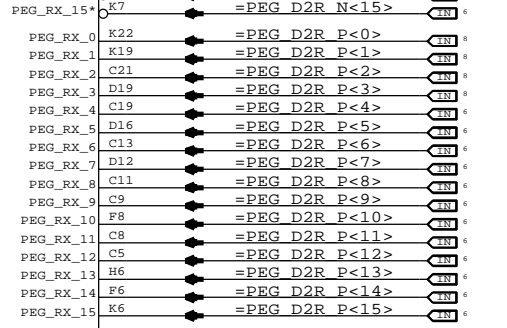 PEG_RX_15* K7 =PEG_D2R_N<15> IN 6
PEG_RX_0 K22 =PEG_D2R_P<0> IN 8
PEG_RX_1 K19 =PEG_D2R_P<1> IN 8
PEG_RX_2 C21 =PEG_D2R_P<2> IN 8
PEG_RX_3 D19 =PEG_D2R_P<3> IN 8
PEG_RX_4 C19 =PEG_D2R_P<4> IN 6
PEG_RX_5 D16 =PEG_D2R_P<5> IN 6
PEG_RX_6 C13 =PEG_D2R_P<6> IN 6
PEG_RX_7 D12 =PEG_D2R_P<7> IN 6
PEG_RX_8 C11 =PEG_D2R_P<8> IN 6
PEG_RX_9 C9 =PEG_D2R_P<9> IN 6
PEG_RX_10 F8 =PEG_D2R_P<10> IN 6
PEG_RX_11 C8 =PEG_D2R_P<11> IN 6
PEG_RX_12 C5 =PEG_D2R_P<12> IN 6
PEG_RX_13 H6 =PEG_D2R_P<13> IN 6
PEG_RX_14 F6 =PEG_D2R_P<14> IN 6
PEG_RX_15 K6 =PEG_D2R_P<15> IN 6